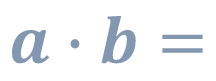 a · b =